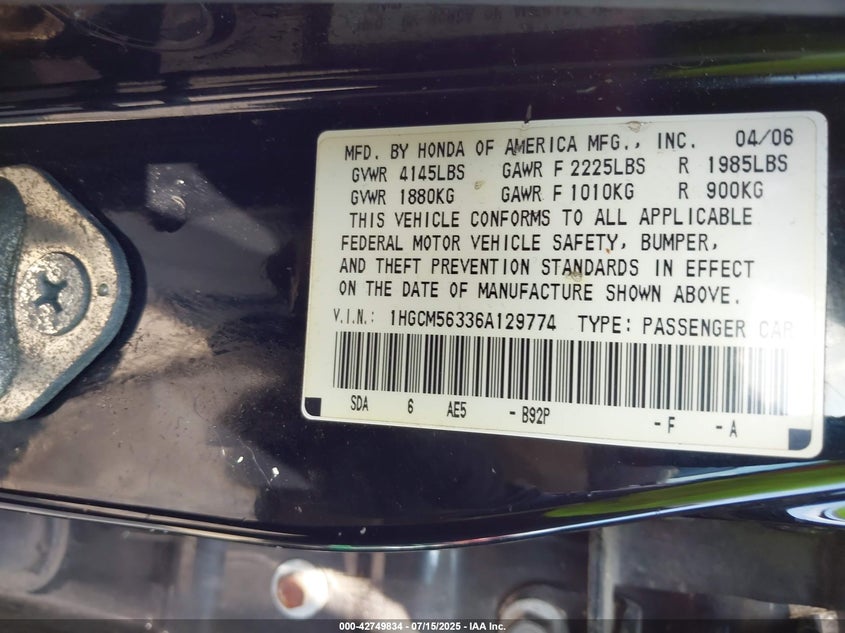 MFD. BY HONDA OF AMERICA MFG., INC. 04/06
GVWR 4145LBS GAWR F 2225LBS R 1985LBS
GVWR 1880KG GAWR F 1010KG R 900KG
THIS VEHICLE CONFORMS TO ALL APPLICABLE
FEDERAL MOTOR VEHICLE SAFETY, BUMPER,
AND THEFT PREVENTION STANDARDS IN EFFECT
ON THE DATE OF MANUFACTURE SHOWN ABOVE.
V.I.N.: 1HGCM56336A129774 TYPE: PASSENGER CAR
SDA 6 AE5 - B92P - F - A
000-42749834 - 07/15/2025 - IAA Inc.